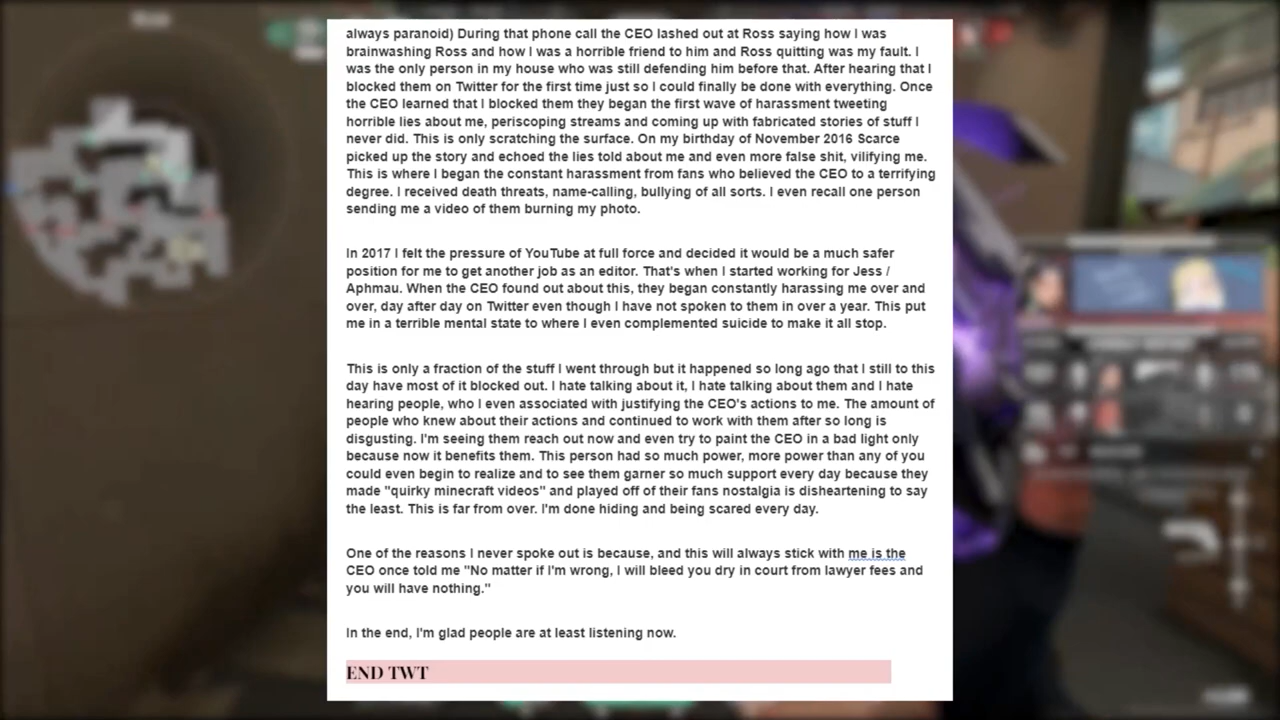 always paranoid) During that phone call the CEO lashed out at Ross saying how I was
brainwashing Ross and how I was a horrible friend to him and Ross quitting was my fault. I
was the only person in my house who was still defending him before that. After hearing that I
blocked them on Twitter for the first time just so I could finally be done with everything. Once
the CEO learned that I blocked them they began the first wave of harassment tweeting
horrible lies about me, periscoping streams and coming up with fabricated stories of stuff I
never did. This is only scratching the surface. On my birthday of November 2016 Scarce
picked up the story and echoed the lies told about me and even more false shit, vilifying me.
This is where I began the constant harassment from fans who believed the CEO to a terrifying
degree. I received death threats, name-calling, bullying of all sorts. I even recall one person
sending me a video of them burning my photo.
In 2017 I felt the pressure of YouTube at full force and decided it would be a much safer
position for me to get another job as an editor. That's when I started working for Jess /
Aphmau. When the CEO found out about this, they began constantly harassing me over and
over, day after day on Twitter even though I have not spoken to them in over a year. This put
me in a terrible mental state to where I even complemented suicide to make it all stop.
This is only a fraction of the stuff I went through but it happened so long ago that I still to this
day have most of it blocked out. I hate talking about it, I hate talking about them and I hate
hearing people, who I even associated with justifying the CEO's actions to me. The amount of
people who knew about their actions and continued to work with them after so long is
disgusting. I'm seeing them reach out now and even try to paint the CEO in a bad light only
because now it benefits them. This person had so much power, more power than any of you
could even begin to realize and to see them garner so much support every day because they
made "quirky minecraft videos" and played off of their fans nostalgia is disheartening to say
the least. This is far from over. I'm done hiding and being scared every day.
One of the reasons I never spoke out is because, and this will always stick with me is the
CEO once told me "No matter if I'm wrong, I will bleed you dry in court from lawyer fees and
you will have nothing."
In the end, I'm glad people are at least listening now.
END TWT